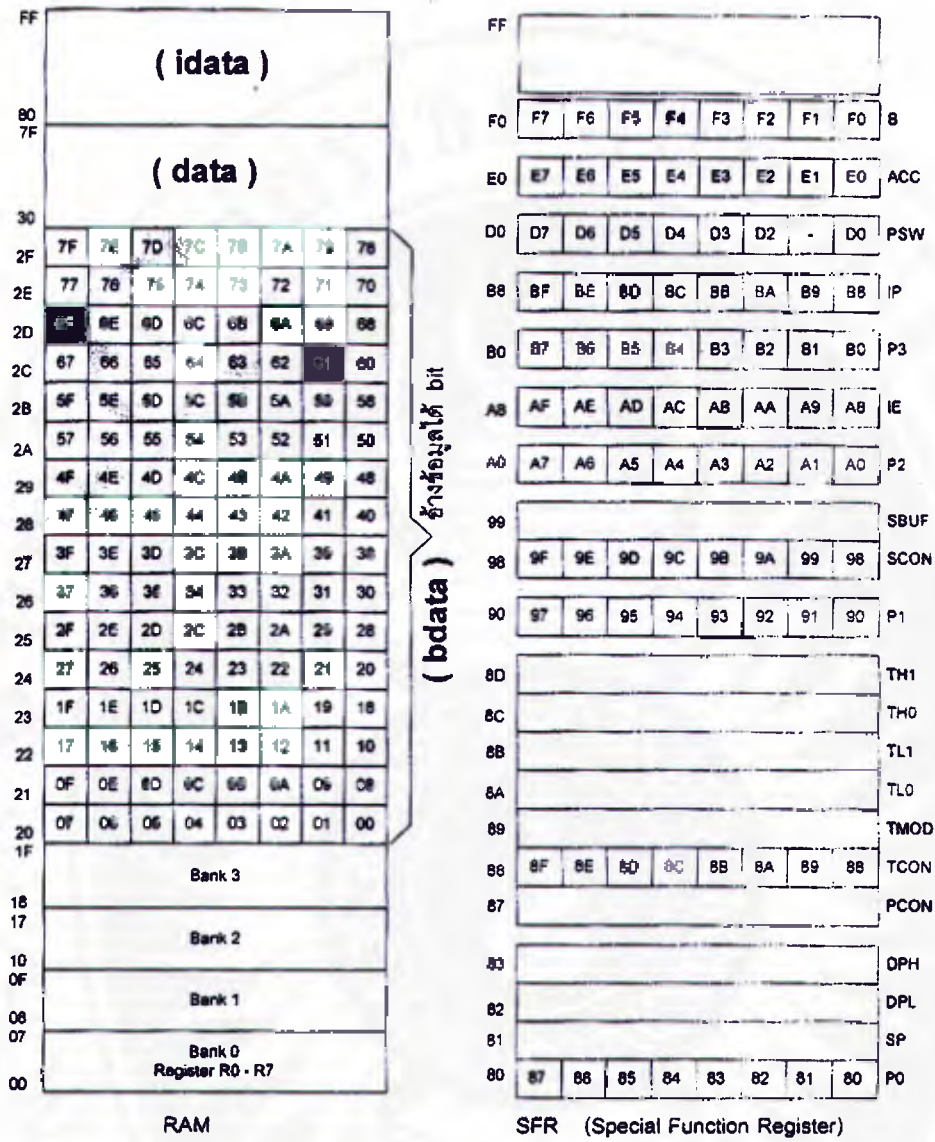 FF
( idata )
80
7F
( data )
30
2F 7F 7E 7D 7C 7B 7A 79 78
2E 77 76 75 74 73 72 71 70
2D 6F 6E 6D 6C 6B 6A 69 68
2C 67 66 65 64 63 62 61 60
2B 5F 5E 5D 5C 5B 5A 59 58
2A 57 56 55 54 53 52 51 50
29 4F 4E 4D 4C 4B 4A 49 48
28 47 46 45 44 43 42 41 40
27 3F 3E 3D 3C 3B 3A 39 38
26 37 36 35 34 33 32 31 30
25 2F 2E 2D 2C 2B 2A 29 28
24 27 26 25 24 23 22 21 20
23 1F 1E 1D 1C 1B 1A 19 18
22 17 16 15 14 13 12 11 10
21 0F 0E 0D 0C 0B 0A 09 08
20 07 06 05 04 03 02 01 00
1F
Bank 3
18
17
Bank 2
10
0F
Bank 1
08
07
Bank 0
Register R0 - R7
00
RAM
อ้างข้อมูลได้ bit
( bdata )
FF
F0 F7 F6 F5 F4 F3 F2 F1 F0 B
E0 E7 E6 E5 E4 E3 E2 E1 E0 ACC
D0 D7 D6 D5 D4 D3 D2 - D0 PSW
B8 BF BE BD BC BB BA B9 B8 IP
B0 B7 B6 B5 B4 B3 B2 B1 B0 P3
A8 AF AE AD AC AB AA A9 A8 IE
A0 A7 A6 A5 A4 A3 A2 A1 A0 P2
99 SBUF
98 9F 9E 9D 9C 9B 9A 99 98 SCON
90 97 96 95 94 93 92 91 90 P1
8D TH1
8C TH0
8B TL1
8A TL0
89 TMOD
88 8F 8E 8D 8C 8B 8A 89 88 TCON
87 PCON
83 DPH
82 DPL
81 SP
80 87 86 85 84 83 82 81 80 P0
SFR (Special Function Register)